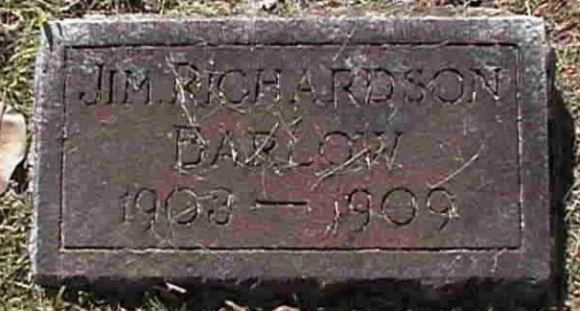 JIM RICHARDSON
BARLOW
1903 — 1909